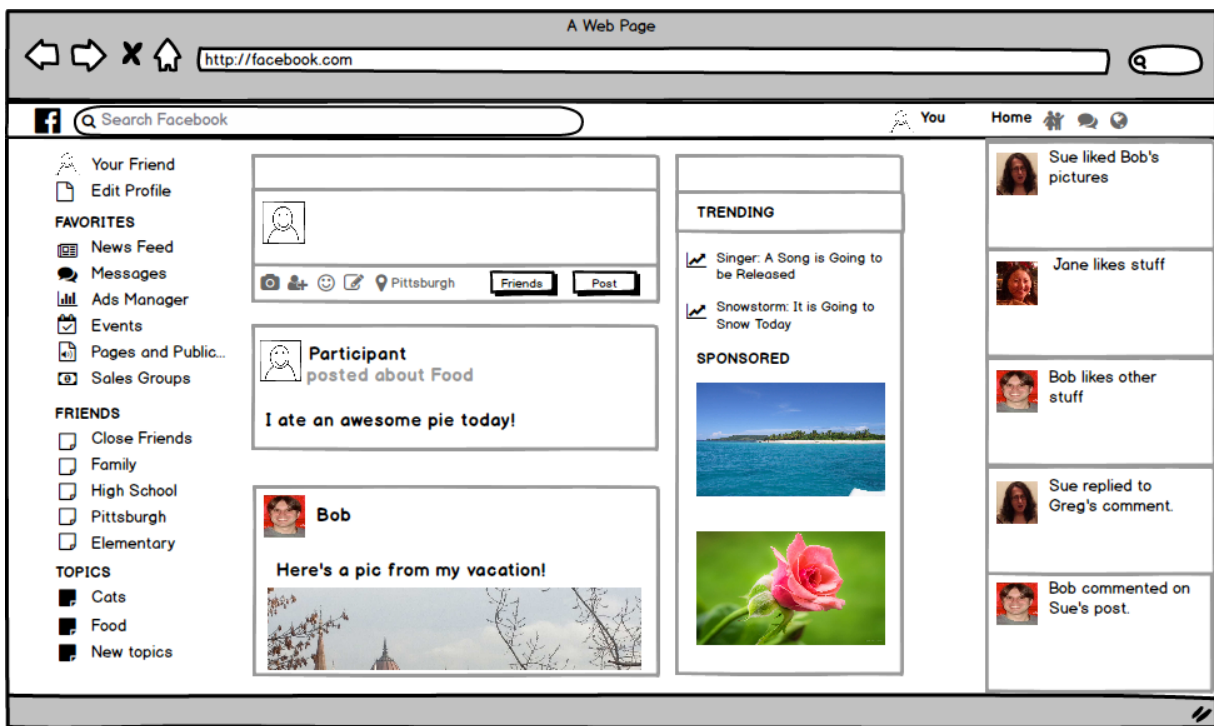 A Web Page
http://facebook.com
Search Facebook
You
Home
Your Friend
Edit Profile
FAVORITES
News Feed
Messages
Ads Manager
Events
Pages and Public...
Sales Groups
FRIENDS
Close Friends
Family
High School
Pittsburgh
Elementary
TOPICS
Cats
Food
New topics
Pittsburgh
Friends
Post
Participant
posted about Food
I ate an awesome pie today!
Bob
Here's a pic from my vacation!
TRENDING
Singer: A Song is Going to
be Released
Snowstorm: It is Going to
Snow Today
SPONSORED
Sue liked Bob's
pictures
Jane likes stuff
Bob likes other
stuff
Sue replied to
Greg's comment.
Bob commented on
Sue's post.